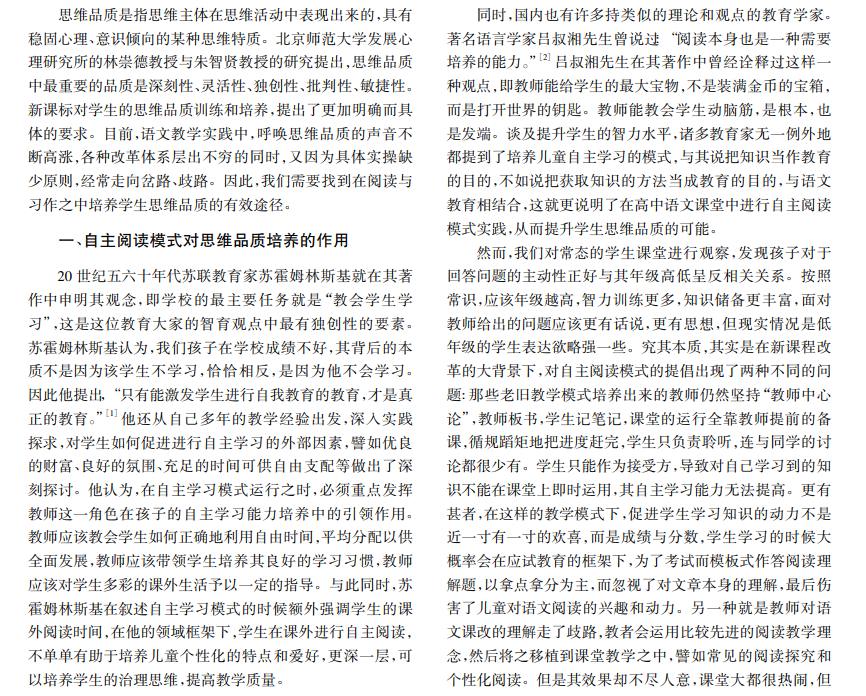 思维品质是指思维主体在思维活动中表现出来的,具有
稳固心理、意识倾向的某种思维特质。北京师范大学发展心
理研究所的林崇德教授与朱智贤教授的研究提出,思维品质
中最重要的品质是深刻性、灵活性、独创性、批判性、敏捷性。
新课标对学生的思维品质训练和培养,提出了更加明确而具
体的要求。目前,语文教学实践中,呼唤思维品质的声音不
断高涨,各种改革体系层出不穷的同时,又因为具体实操缺
少原则,经常走向岔路、歧路。因此,我们需要找到在阅读与
习作之中培养学生思维品质的有效途径。
一、自主阅读模式对思维品质培养的作用
20 世纪五六十年代苏联教育家苏霍姆林斯基就在其著
作中申明其观念,即学校的最主要任务就是“教会学生学
习”,这是这位教育大家的智育观点中最有独创性的要素。
苏霍姆林斯基认为,我们孩子在学校成绩不好,其背后的本
质不是因为该学生不学习,恰恰相反,是因为他不会学习。
因此他提出,“只有能激发学生进行自我教育的教育,才是真
正的教育。”[1]他还从自己多年的教学经验出发,深入实践
探求,对学生如何促进进行自主学习的外部因素,譬如优良
的财富、良好的氛围、充足的时间可供自由支配等做出了深
刻探讨。他认为,在自主学习模式运行之时,必须重点发挥
教师这一角色在孩子的自主学习能力培养中的引领作用。
教师应该教会学生如何正确地利用自由时间,平均分配以供
全面发展,教师应该带领学生培养其良好的学习习惯,教师
应该对学生多彩的课外生活予以一定的指导。与此同时,苏
霍姆林斯基在叙述自主学习模式的时候额外强调学生的课
外阅读时间,在他的领域框架下,学生在课外进行自主阅读,
不单单有助于培养儿童个性化的特点和爱好,更深一层,可
以培养学生的治理思维,提高教学质量。
同时,国内也有许多持类似的理论和观点的教育学家。
著名语言学家吕叔湘先生曾说过“阅读本身也是一种需要
培养的能力。”[2]吕叔湘先生在其著作中曾经诠释过这样一
种观点,即教师能给学生的最大宝物,不是装满金币的宝箱,
而是打开世界的钥匙。教师能教会学生动脑筋,是根本,也
是发端。谈及提升学生的智力水平,诸多教育家无一例外地
都提到了培养儿童自主学习的模式,与其说把知识当作教育
的目的,不如说把获取知识的方法当成教育的目的,与语文
教育相结合,这就更说明了在高中语文课堂中进行自主阅读
模式实践,从而提升学生思维品质的可能。
然而,我们对常态的学生课堂进行观察,发现孩子对于
回答问题的主动性正好与其年级高低呈反相关关系。按照
常识,应该年级越高,智力训练更多,知识储备更丰富,面对
教师给出的问题应该更有话说,更有思想,但现实情况是低
年级的学生表达欲略强一些。究其本质,其实是在新课程改
革的大背景下,对自主阅读模式的提倡出现了两种不同的问
题:那些老旧教学模式培养出来的教师仍然坚持“教师中心
论”,教师板书,学生记笔记,课堂的运行全靠教师提前的备
课,循规蹈矩地把进度赶完,学生只负责聆听,连与同学的讨
论都很少有。学生只能作为接受方,导致对自己学习到的知
识不能在课堂上即时运用,其自主学习能力无法提高。更有
甚者,在这样的教学模式下,促进学生学习知识的动力不是
近一寸有一寸的欢喜,而是成绩与分数,学生学习的时候大
概率会在应试教育的框架下,为了考试而模板式作答阅读理
解题,以拿点拿分为主,而忽视了对文章本身的理解,最后伤
害了儿童对语文阅读的兴趣和动力。另一种就是教师对语
文课改的理解走了歧路,教者会运用比较先进的阅读教学理
念,然后将之移植到课堂教学之中,譬如常见的阅读探究和
个性化阅读。但是其效果却不尽人意,课堂大都很热闹,但